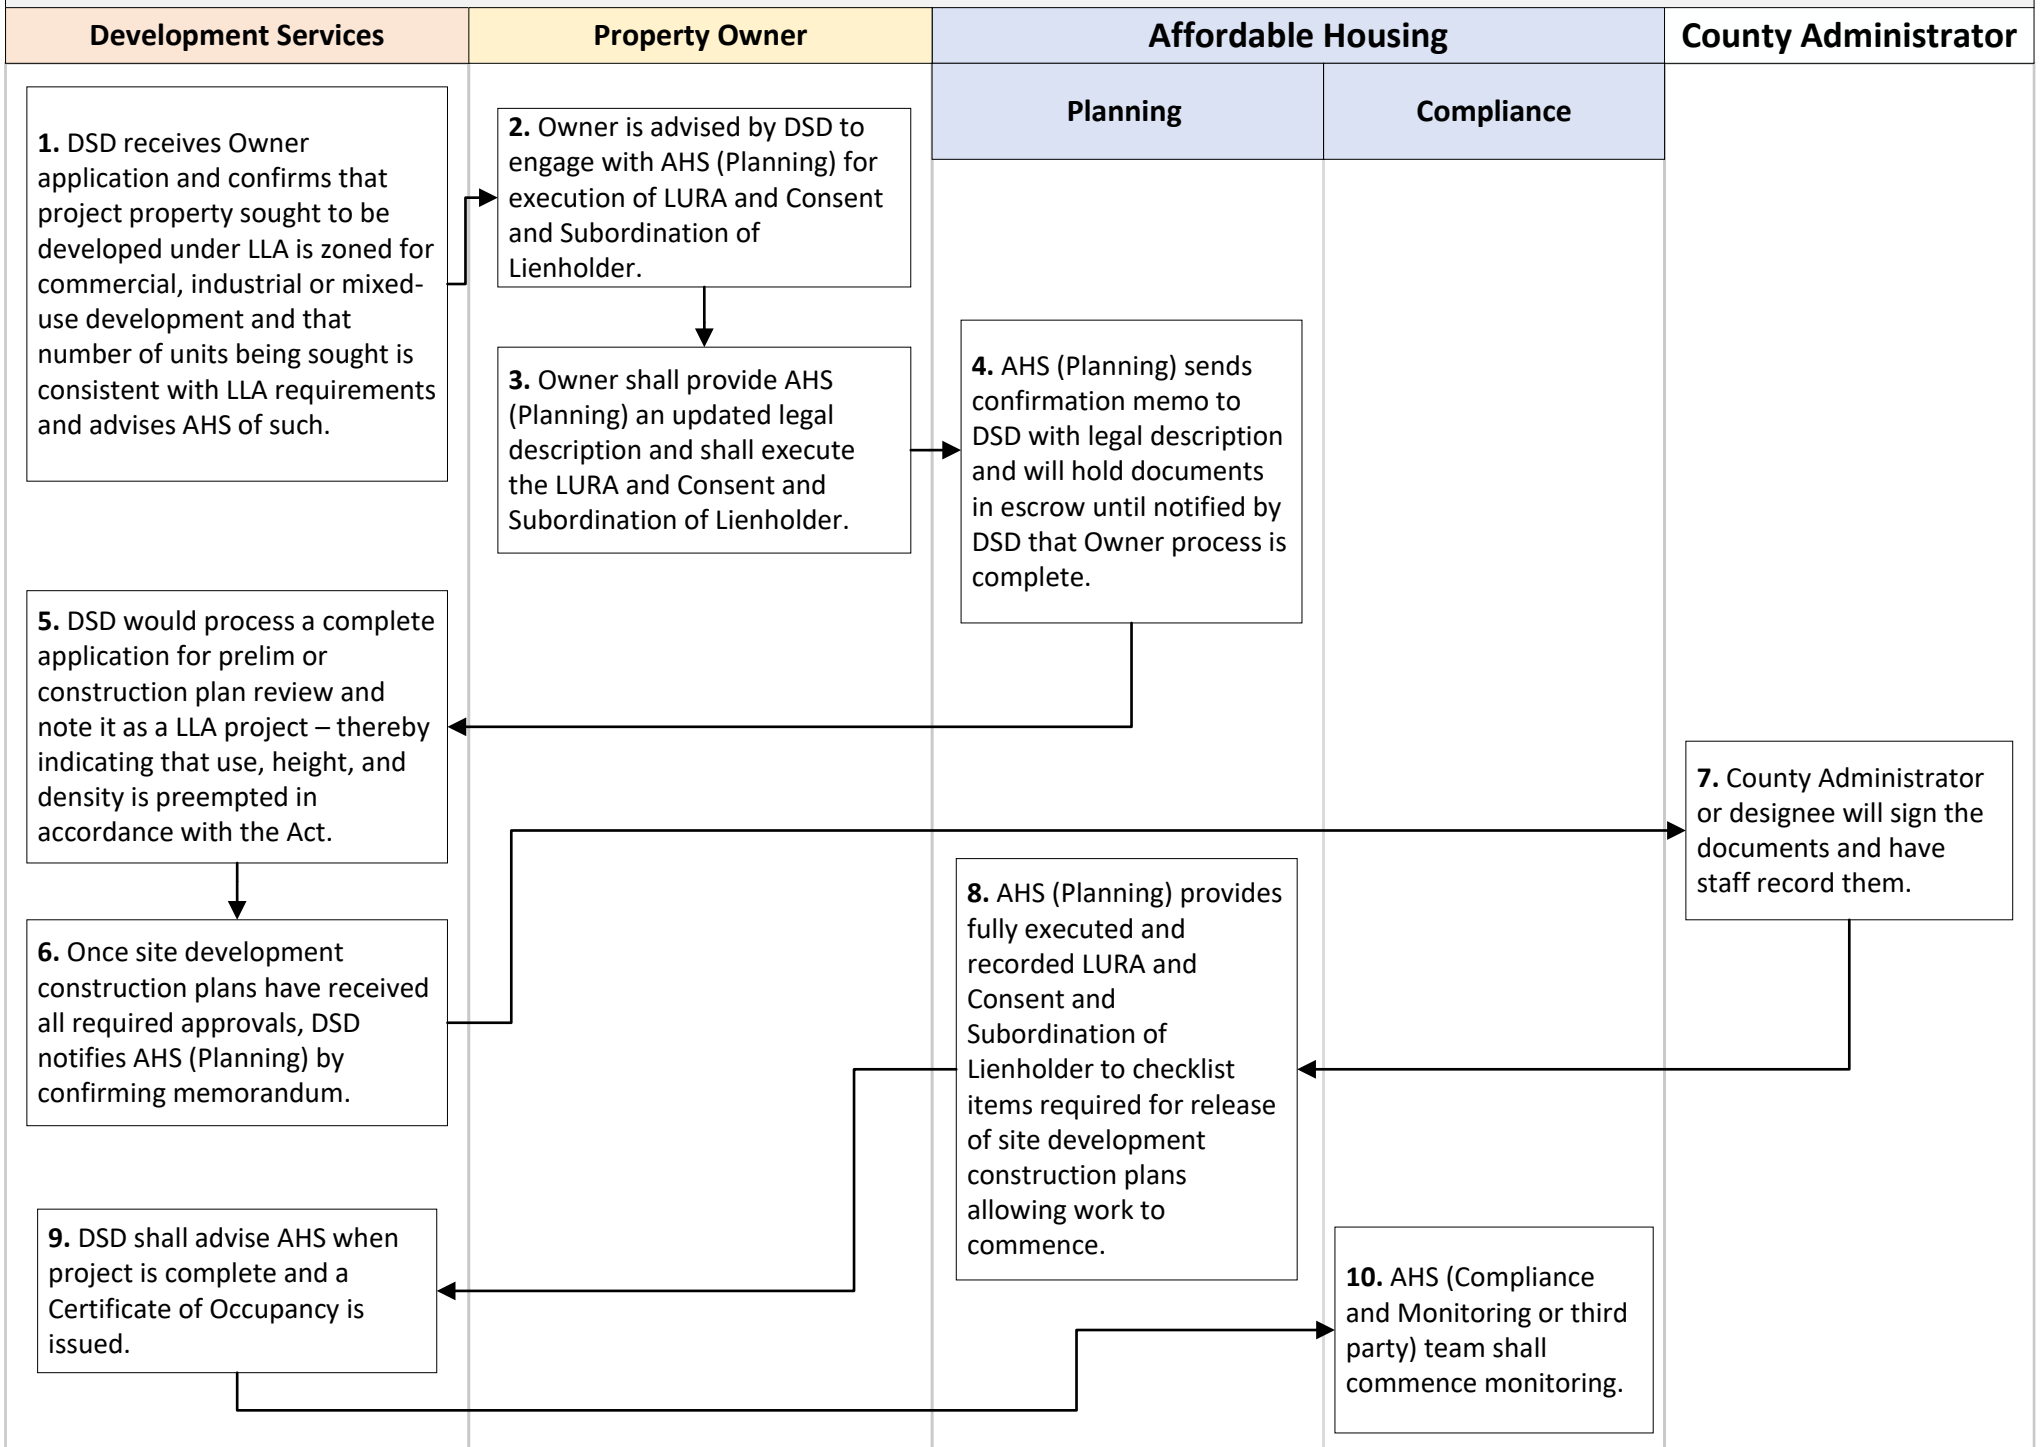 Development Services
Property Owner
Affordable Housing
County Administrator
Planning
Compliance
1. DSD receives Owner
application and confirms that
project property sought to be
developed under LLA is zoned for
commercial, industrial or mixed-
use development and that
number of units being sought is
consistent with LLA requirements
and advises AHS of such.
2. Owner is advised by DSD to
engage with AHS (Planning) for
execution of LURA and Consent
and Subordination of
Lienholder.
3. Owner shall provide AHS
(Planning) an updated legal
description and shall execute
the LURA and Consent and
Subordination of Lienholder.
4. AHS (Planning) sends
confirmation memo to
DSD with legal description
and will hold documents
in escrow until notified by
DSD that Owner process is
complete.
5. DSD would process a complete
application for prelim or
construction plan review and
note it as a LLA project – thereby
indicating that use, height, and
density is preempted in
accordance with the Act.
6. Once site development
construction plans have received
all required approvals, DSD
notifies AHS (Planning) by
confirming memorandum.
7. County Administrator
or designee will sign the
documents and have
staff record them.
8. AHS (Planning) provides
fully executed and
recorded LURA and
Consent and
Subordination of
Lienholder to checklist
items required for release
of site development
construction plans
allowing work to
commence.
9. DSD shall advise AHS when
project is complete and a
Certificate of Occupancy is
issued.
10. AHS (Compliance
and Monitoring or third
party) team shall
commence monitoring.